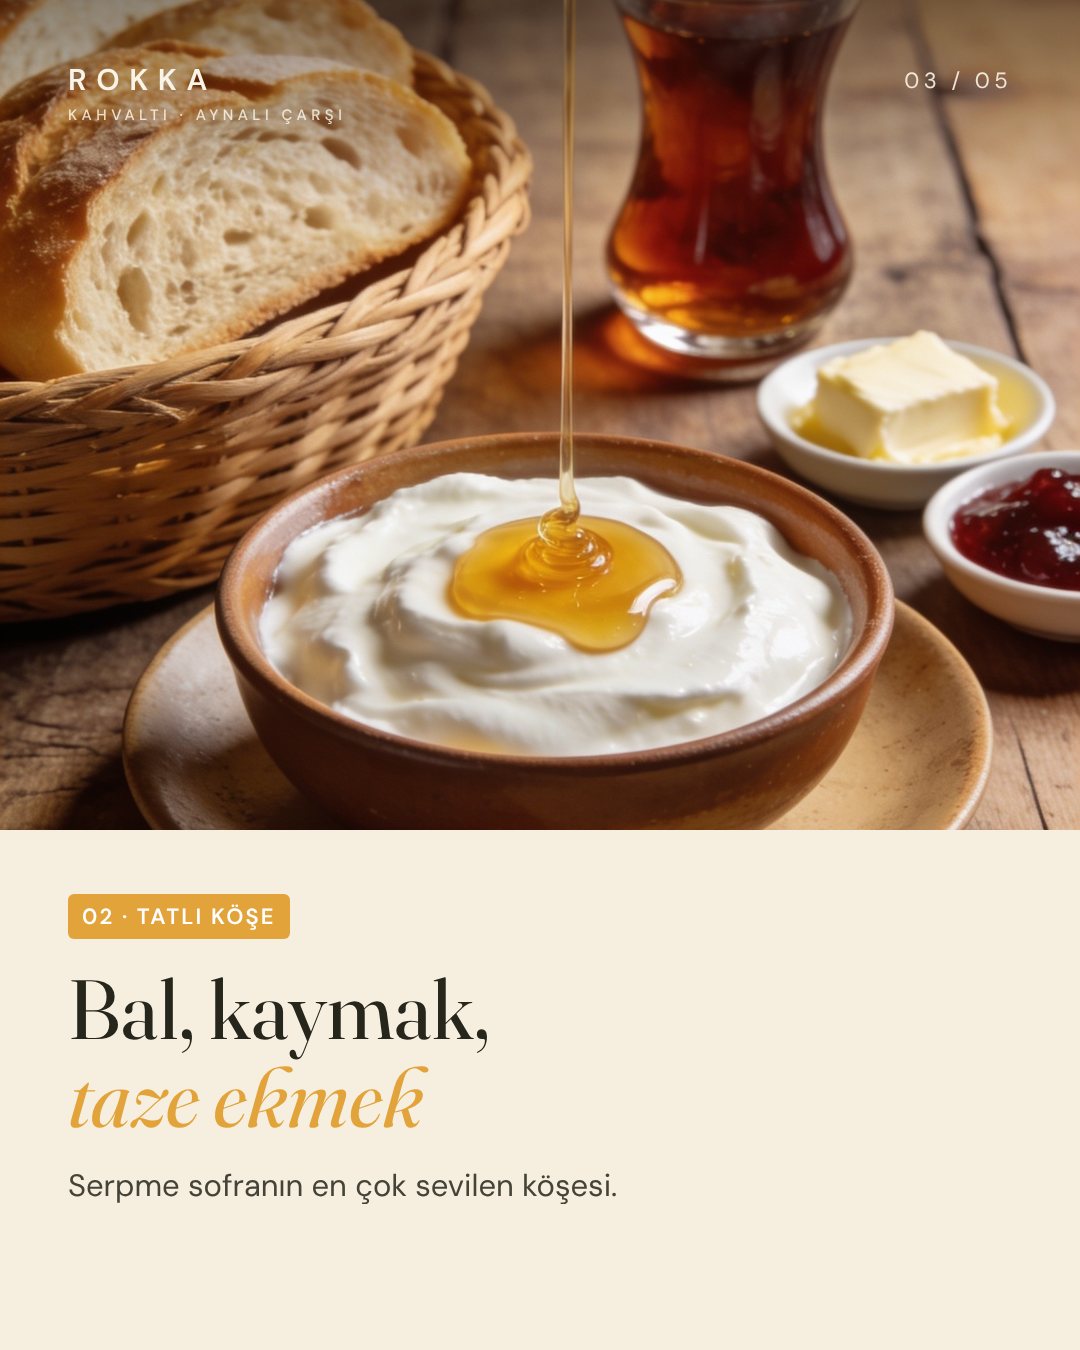 ROKKA
KAHVALTI · AYNALI ÇARŞI
03 / 05
02 · TATLI KÖŞE
Bal, kaymak,
taze ekmek
Serpme sofranın en çok sevilen köşesi.